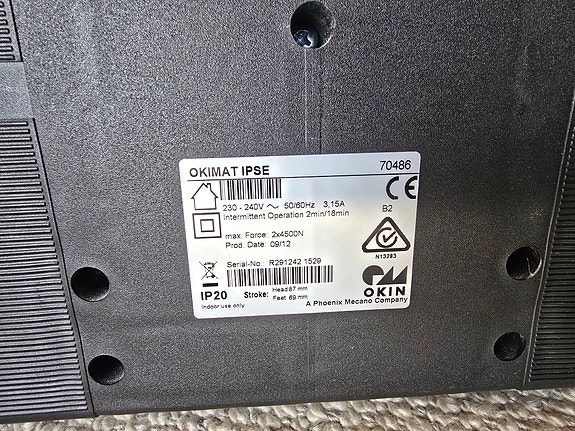 OKIMAT IPSE 70486
230 - 240V ~ 50/60Hz 3,15A
Intermittent Operation 2min/18min
max. Force: 2x4500N
Prod. Date: 09/12
CE
B2
N13283
Serial-No.: R291242 1529
IP20
Indoor use only
Stroke: Head 87 mm
Feet 69 mm
OKIN
A Phoenix Mecano Company